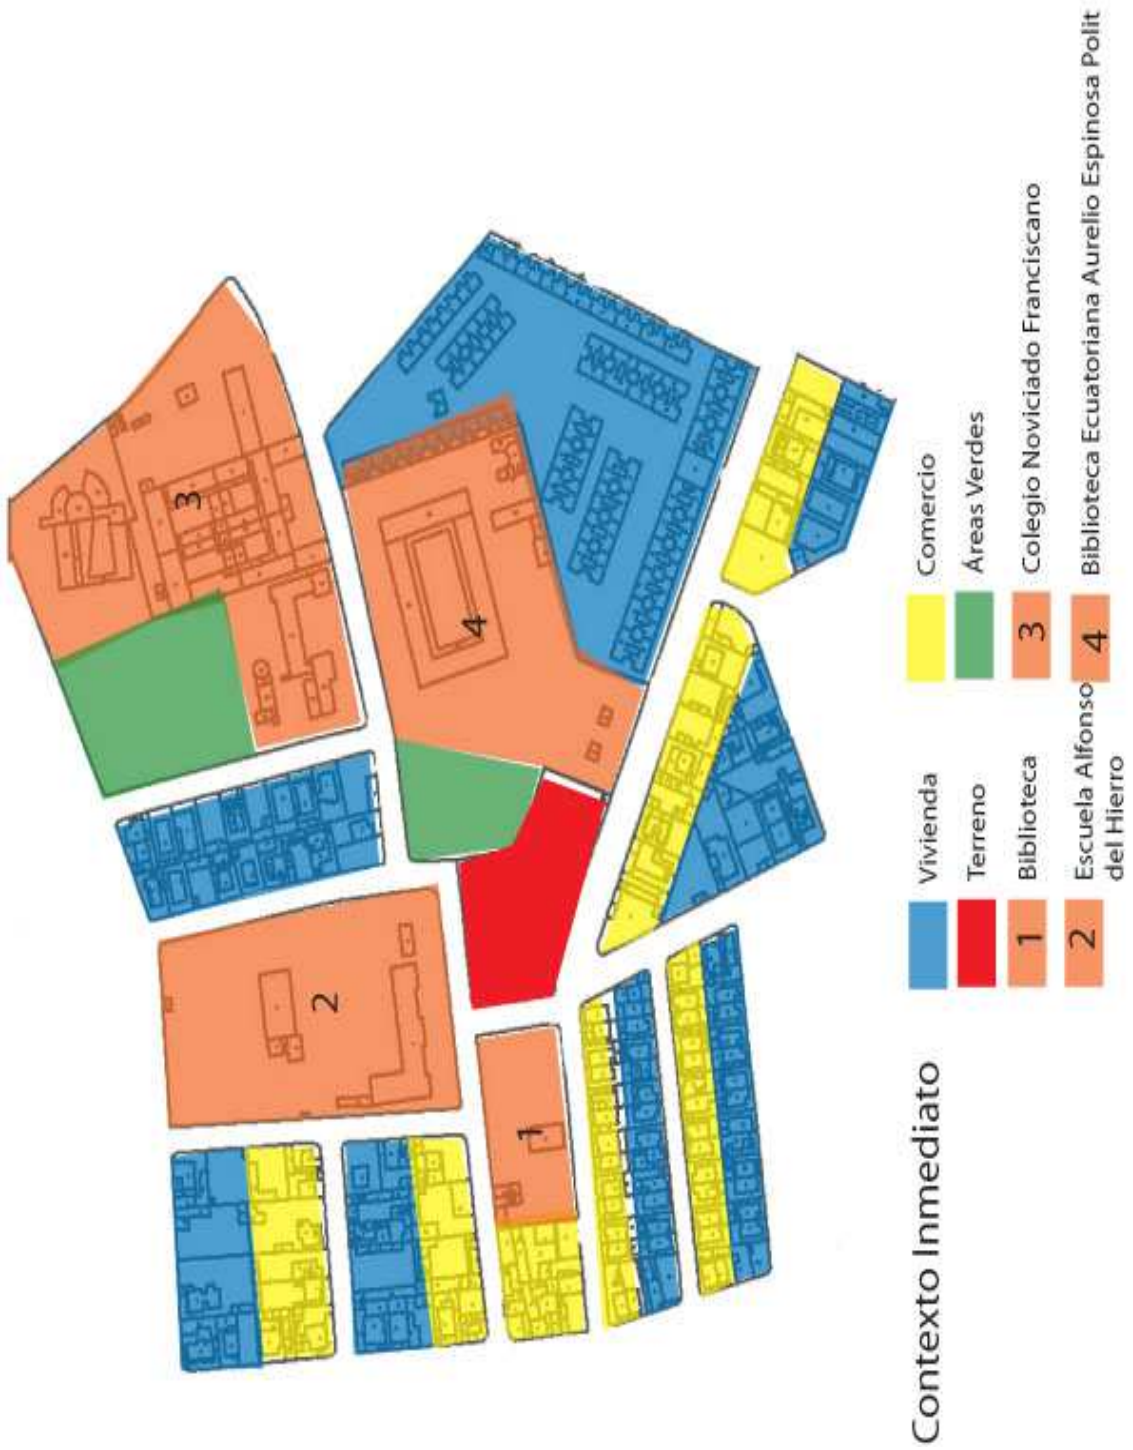 3
4
2
1
Contexto Inmediato
Vivienda
Terreno
1 Biblioteca
2 Escuela Alfonso
del Hierro
Comercio
Áreas Verdes
3 Colegio Noviciado Franciscano
4 Biblioteca Ecuatoriana Aurelio Espinosa Polit